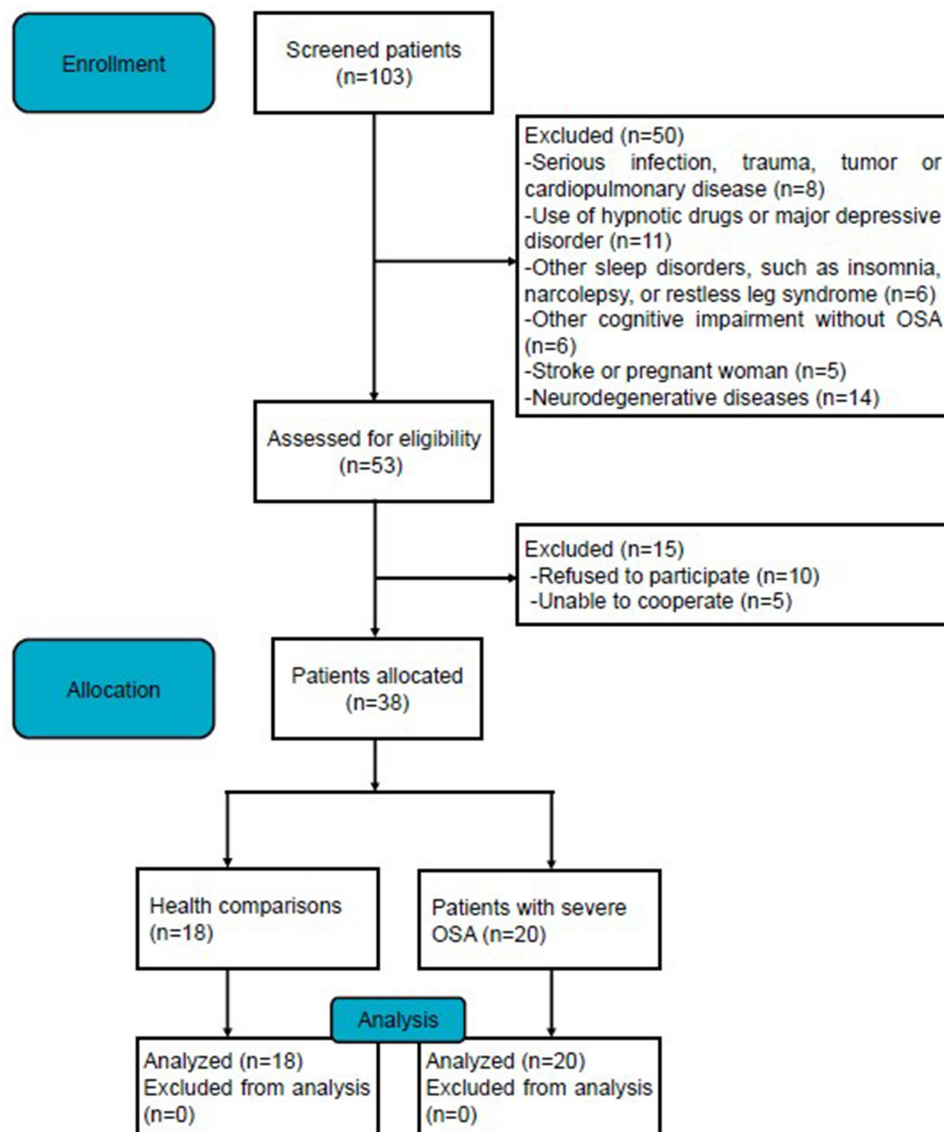 Enrollment
Screened patients
(n=103)
Excluded (n=50)
-Serious infection, trauma, tumor or
cardiopulmonary disease (n=8)
-Use of hypnotic drugs or major depressive
disorder (n=11)
-Other sleep disorders, such as insomnia,
narcolepsy, or restless leg syndrome (n=6)
-Other cognitive impairment without OSA
(n=6)
-Stroke or pregnant woman (n=5)
-Neurodegenerative diseases (n=14)
Assessed for eligibility
(n=53)
Excluded (n=15)
-Refused to participate (n=10)
-Unable to cooperate (n=5)
Allocation
Patients allocated
(n=38)
Health comparisons
(n=18)
Patients with severe
OSA (n=20)
Analysis
Analyzed (n=18)
Excluded from analysis
(n=0)
Analyzed (n=20)
Excluded from analysis
(n=0)